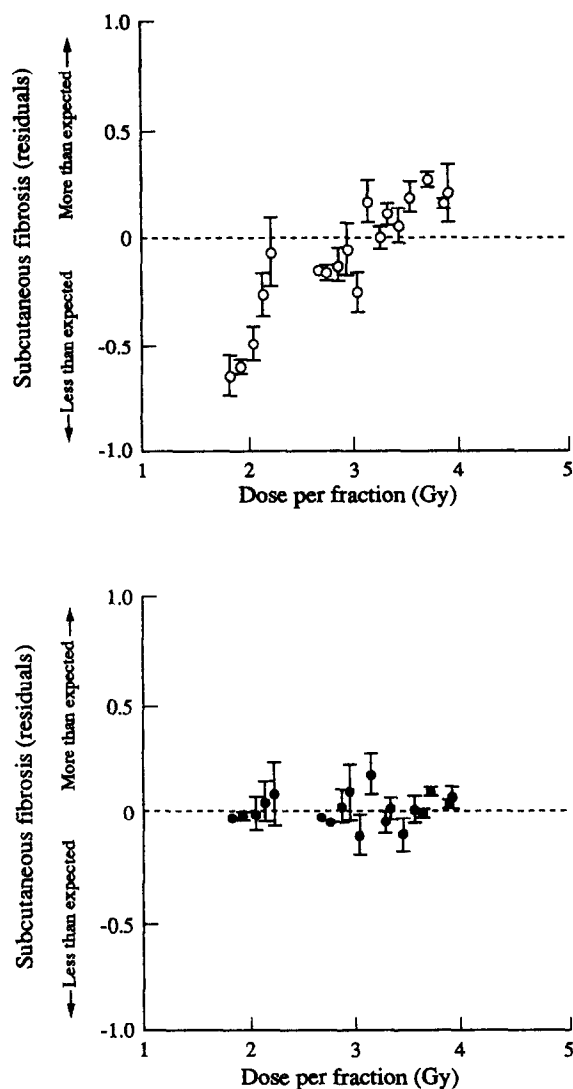 1.0
0.5
0
-0.5
-1.0
Subcutaneous fibrosis (residuals)
Less than expected
More than expected
1 2 3 4 5
Dose per fraction (Gy)
1.0
0.5
0
-0.5
-1.0
Subcutaneous fibrosis (residuals)
Less than expected
More than expected
1 2 3 4 5
Dose per fraction (Gy)